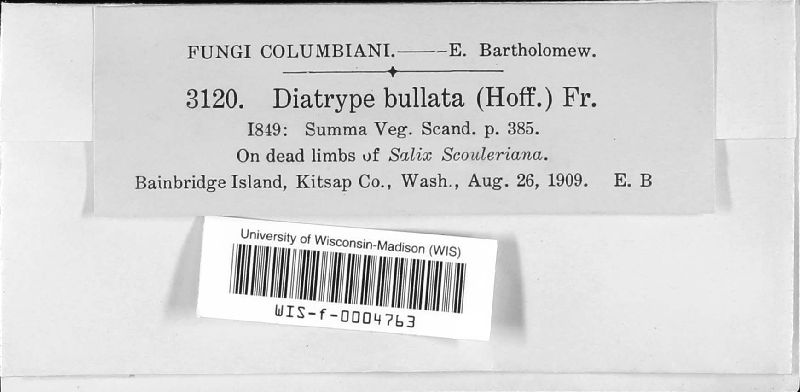 FUNGI COLUMBIANI.——E. Bartholomew.
3120. Diatrype bullata (Hoff.) Fr.
1849: Summa Veg. Scand. p. 385.
On dead limbs of Salix Scouleriana.
Bainbridge Island, Kitsap Co., Wash., Aug. 26, 1909. E. B
University of Wisconsin-Madison (WIS)
WIS-f-0004763